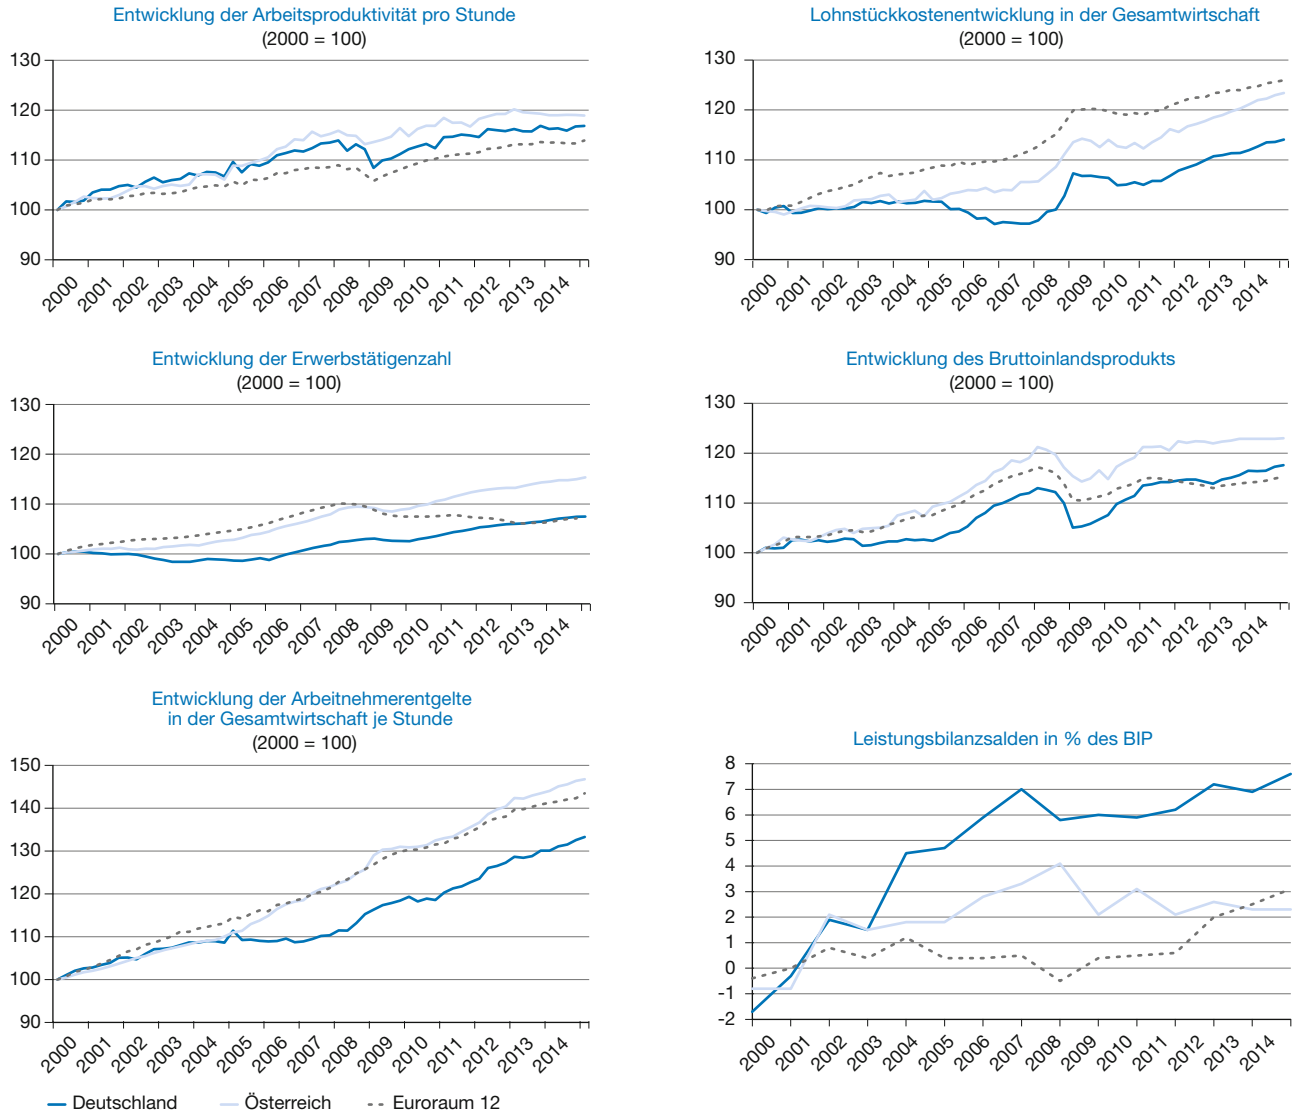 Entwicklung der Arbeitsproduktivität pro Stunde
(2000 = 100)
130
120
110
100
90
2000 2001 2002 2003 2004 2005 2006 2007 2008 2009 2010 2011 2012 2013 2014
Lohnstückkostenentwicklung in der Gesamtwirtschaft
(2000 = 100)
130
120
110
100
90
2000 2001 2002 2003 2004 2005 2006 2007 2008 2009 2010 2011 2012 2013 2014
Entwicklung der Erwerbstätigenzahl
(2000 = 100)
130
120
110
100
90
2000 2001 2002 2003 2004 2005 2006 2007 2008 2009 2010 2011 2012 2013 2014
Entwicklung des Bruttoinlandsprodukts
(2000 = 100)
130
120
110
100
90
2000 2001 2002 2003 2004 2005 2006 2007 2008 2009 2010 2011 2012 2013 2014
Entwicklung der Arbeitnehmerentgelte
in der Gesamtwirtschaft je Stunde
(2000 = 100)
150
140
130
120
110
100
90
2000 2001 2002 2003 2004 2005 2006 2007 2008 2009 2010 2011 2012 2013 2014
Leistungsbilanzsalden in % des BIP
8
7
6
5
4
3
2
1
0
-1
-2
2000 2001 2002 2003 2004 2005 2006 2007 2008 2009 2010 2011 2012 2013 2014
Deutschland Österreich Euroraum 12